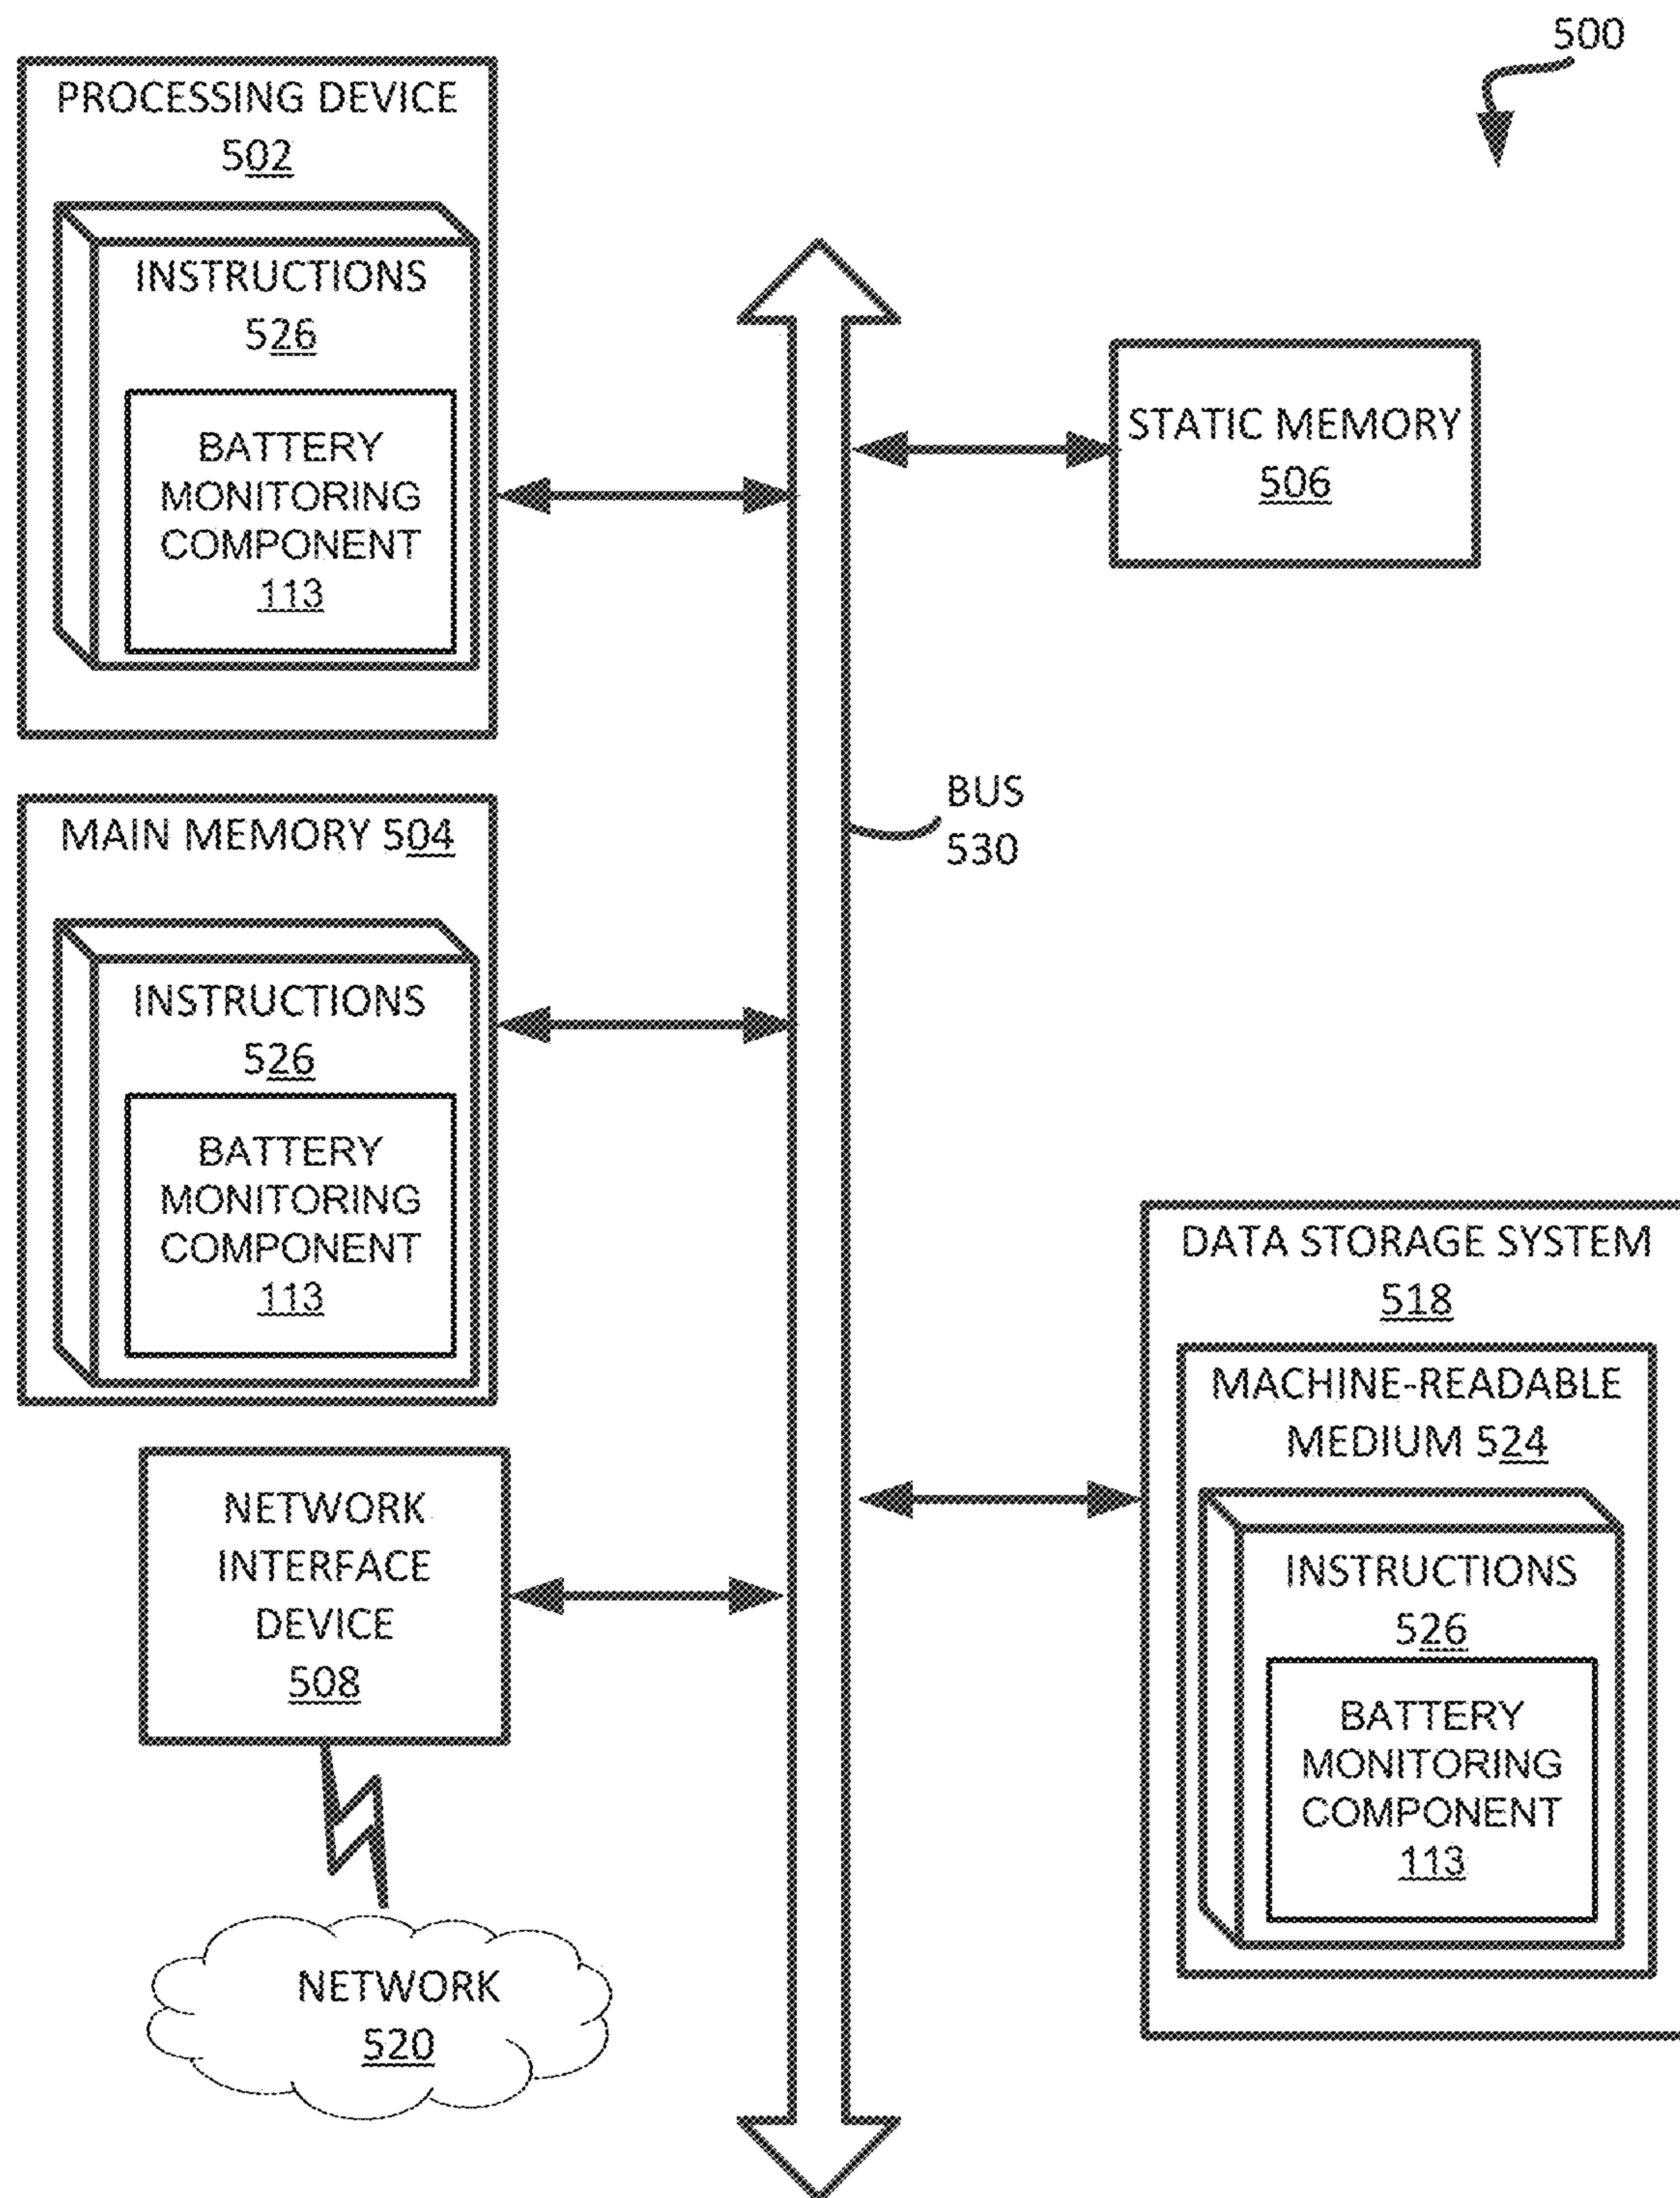 500
PROCESSING DEVICE
502
INSTRUCTIONS
526
BATTERY
MONITORING
COMPONENT
113
STATIC MEMORY
506
BUS
530
MAIN MEMORY 504
INSTRUCTIONS
526
BATTERY
MONITORING
COMPONENT
113
DATA STORAGE SYSTEM
518
MACHINE-READABLE
MEDIUM 524
INSTRUCTIONS
526
BATTERY
MONITORING
COMPONENT
113
NETWORK
INTERFACE
DEVICE
508
NETWORK
520